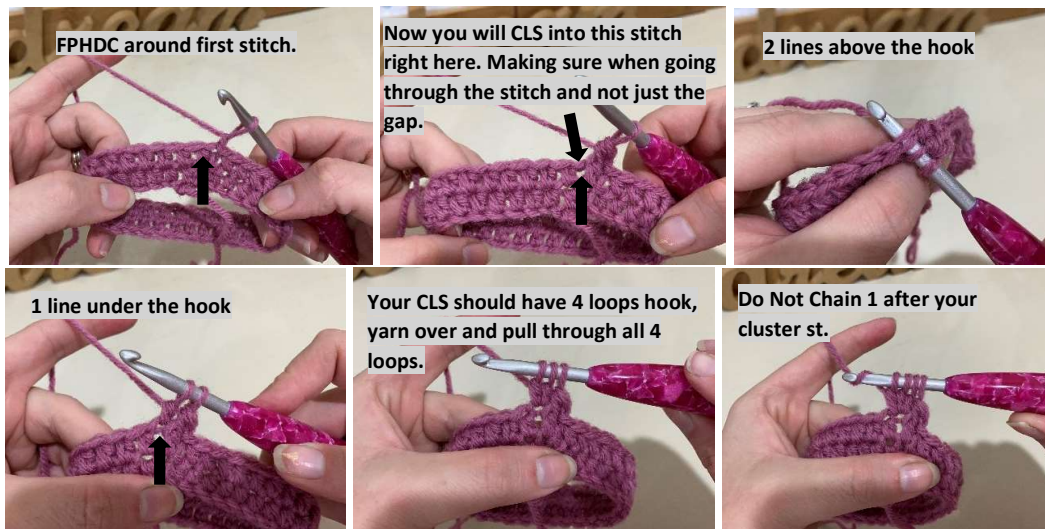 FPHDC around first stitch.
Now you will CLS into this stitch
right here. Making sure when going
through the stitch and not just the
gap.
2 lines above the hook
1 line under the hook
Your CLS should have 4 loops hook,
yarn over and pull through all 4
loops.
Do Not Chain 1 after your
cluster st.